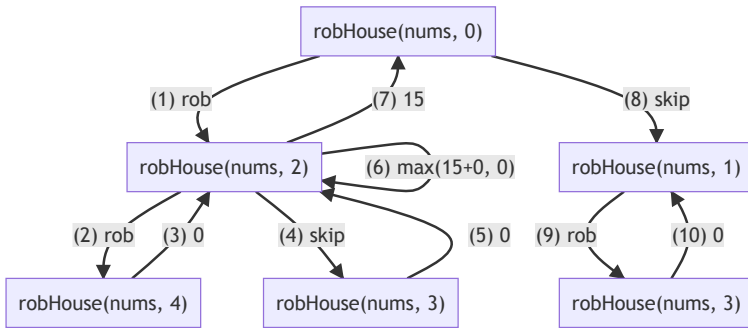 robHouse(nums, 0)
(1) rob
(7) 15
(8) skip
robHouse(nums, 2)
(6) max(15+0, 0)
robHouse(nums, 1)
(2) rob
(3) 0
(4) skip
(5) 0
(9) rob
(10) 0
robHouse(nums, 4)
robHouse(nums, 3)
robHouse(nums, 3)